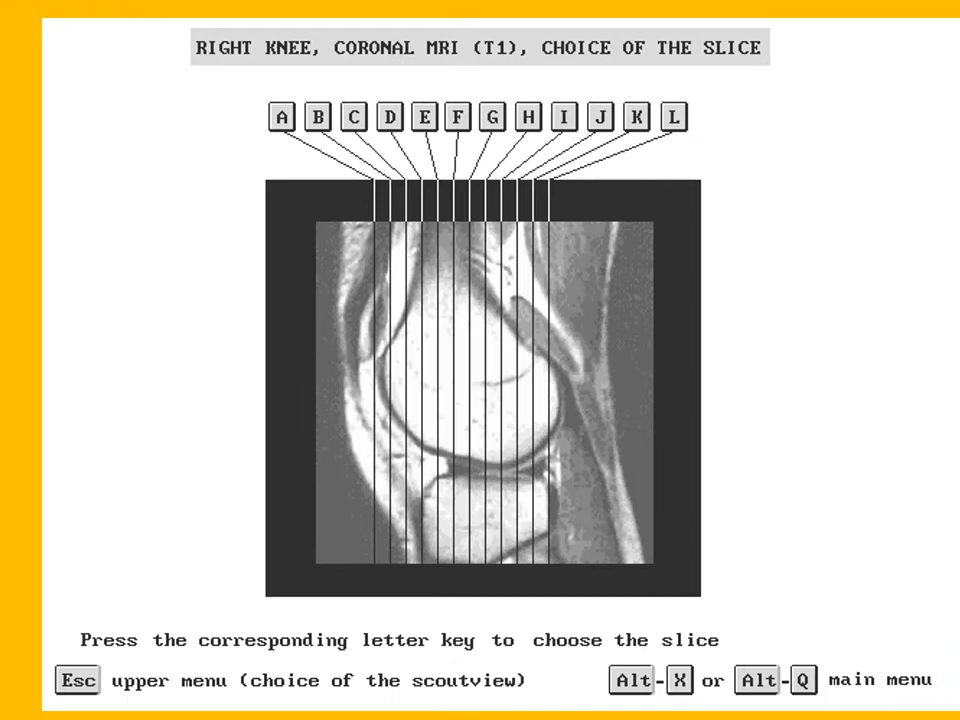 RIGHT KNEE, CORONAL MRI (T1), CHOICE OF THE SLICE
A B C D E F G H I J K L
Press the corresponding letter key to choose the slice
Esc upper menu (choice of the scoutview) Alt-X or Alt-Q main menu